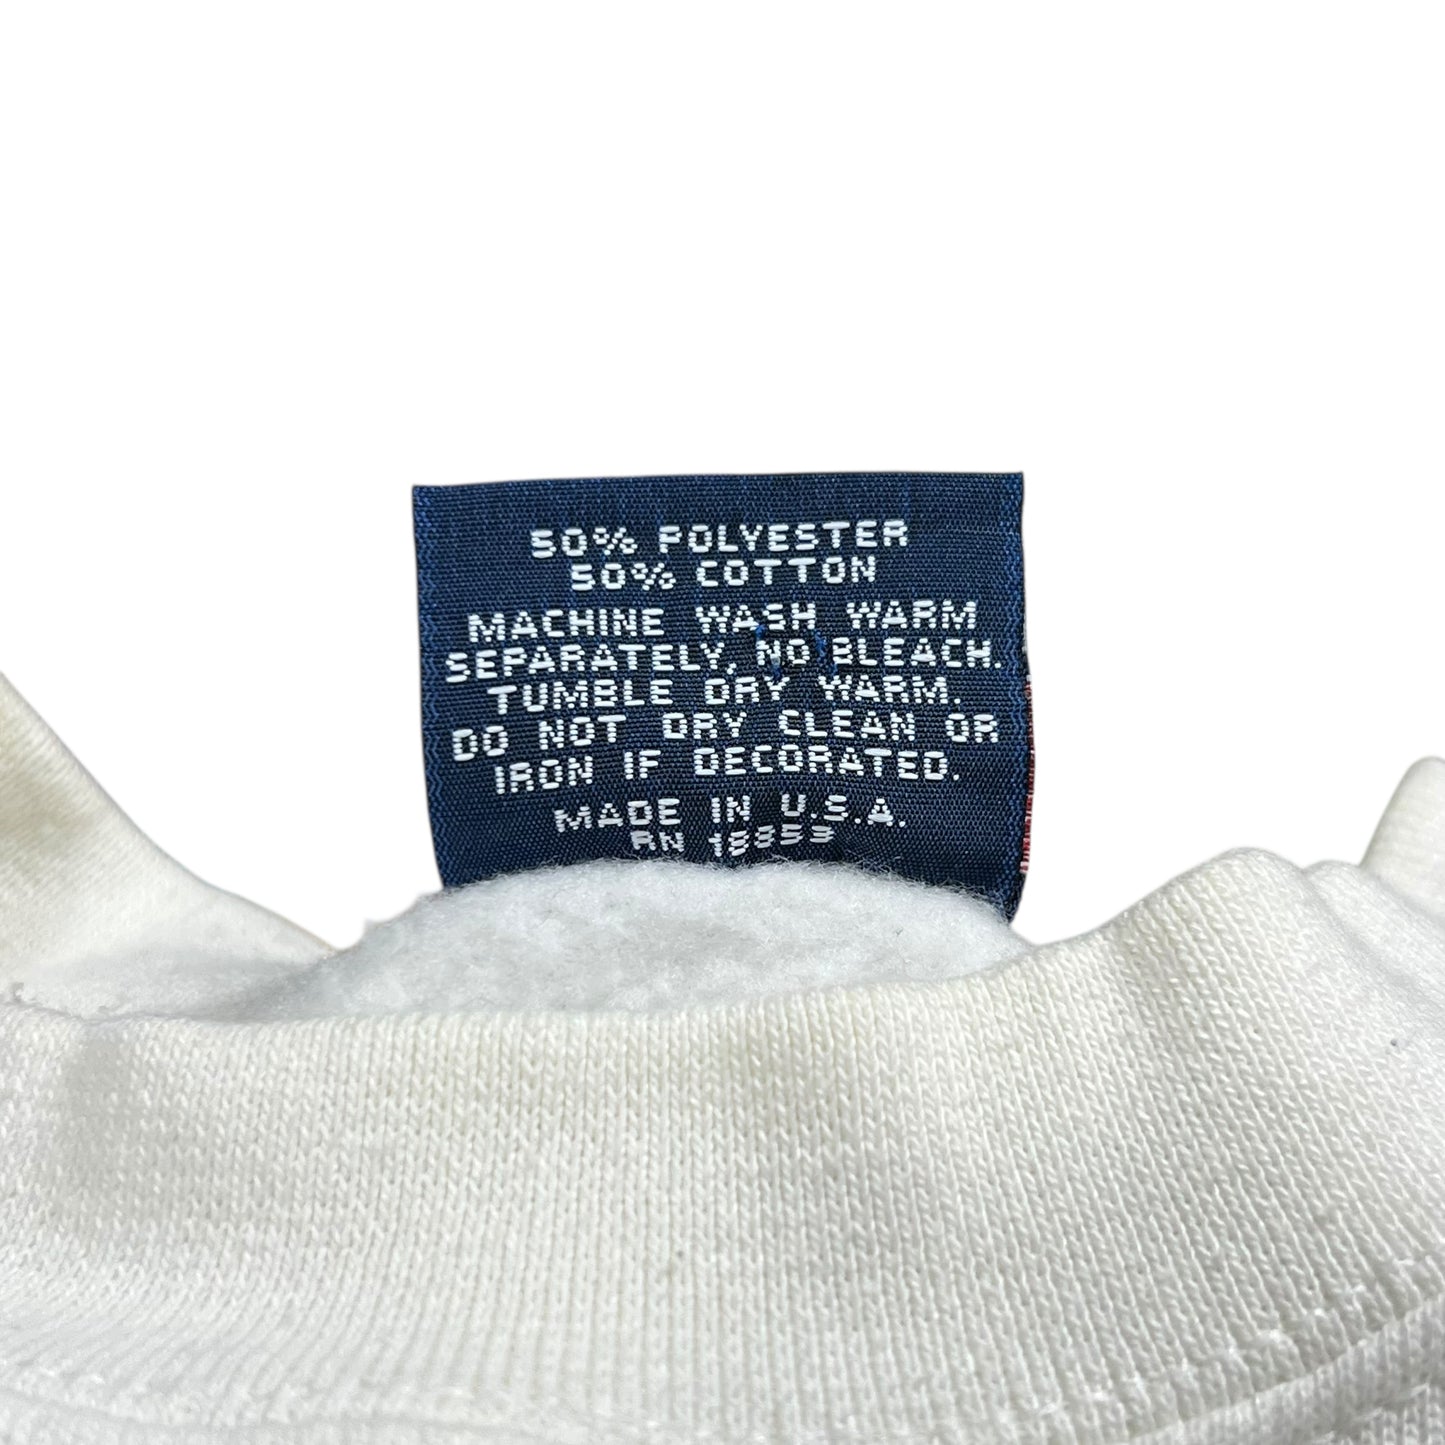 50% POLYESTER
50% COTTON
MACHINE WASH WARM
SEPARATELY, NO BLEACH.
TUMBLE DRY WARM.
DO NOT DRY CLEAN OR
IRON IF DECORATED.
MADE IN U.S.A.
RN